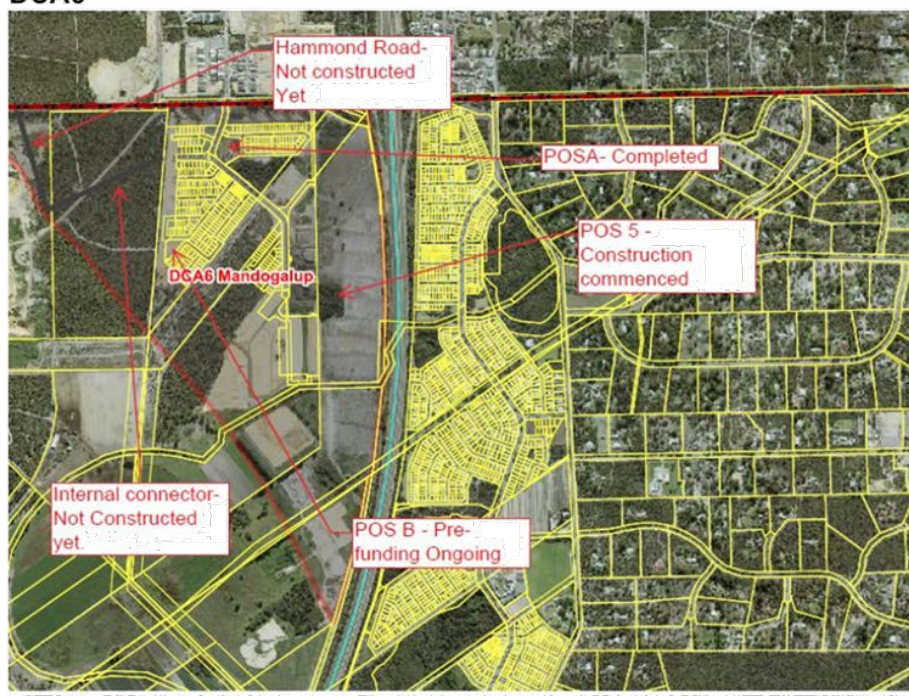 DCA6
Hammond Road-
Not constructed
Yet
POSA- Completed
POS 5 -
Construction
commenced
DCA6 Mandogalup
Internal connector-
Not Constructed
yet.
POS B - Pre-
funding Ongoing